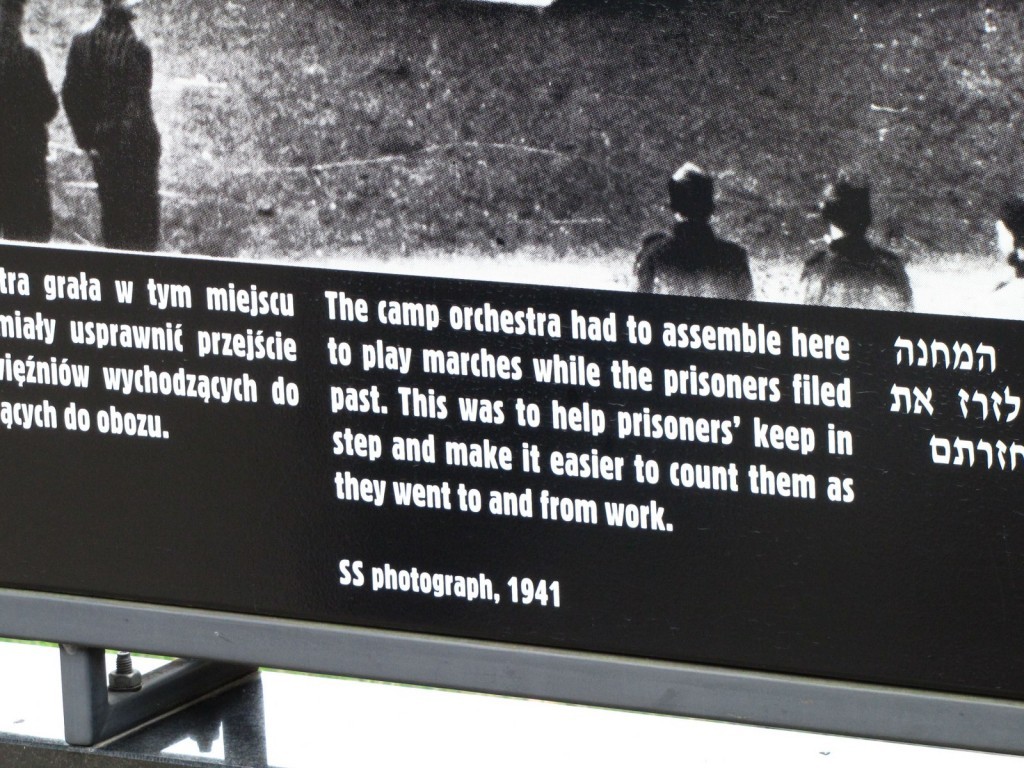 tra grała w tym miejscu
miały usprawnić przejście
więźniów wychodzących do
ących do obozu.
The camp orchestra had to assemble here
to play marches while the prisoners filed
past. This was to help prisoners' keep in
step and make it easier to count them as
they went to and from work.
SS photograph, 1941
המחנה
לזרז את
חזרתם